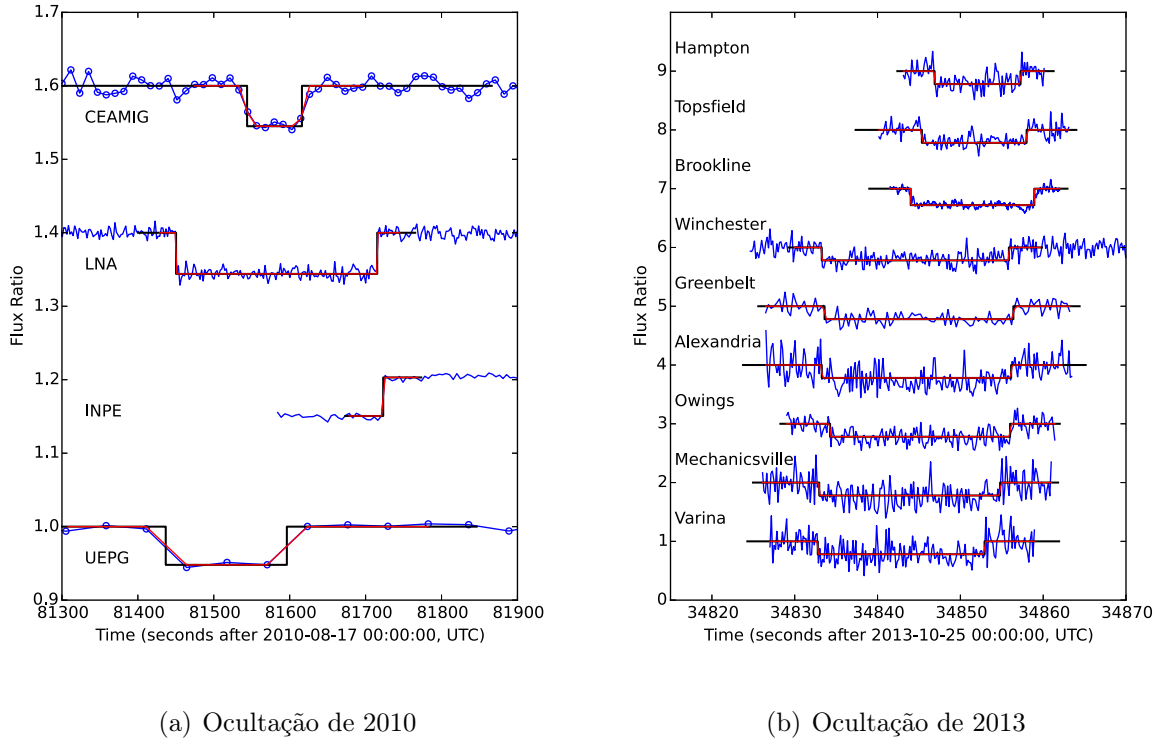 1.7
1.6
1.5
1.4
1.3
1.2
1.1
1.0
0.9
Flux Ratio
CEAMIG
LNA
INPE
UEPG
81300 81400 81500 81600 81700 81800 81900
Time (seconds after 2010-08-17 00:00:00, UTC)
(a) Ocultação de 2010
9
8
7
6
5
4
3
2
1
Flux Ratio
Hampton
Topsfield
Brookline
Winchester
Greenbelt
Alexandria
Owings
Mechanicsville
Varina
34820 34830 34840 34850 34860 34870
Time (seconds after 2013-10-25 00:00:00, UTC)
(b) Ocultação de 2013